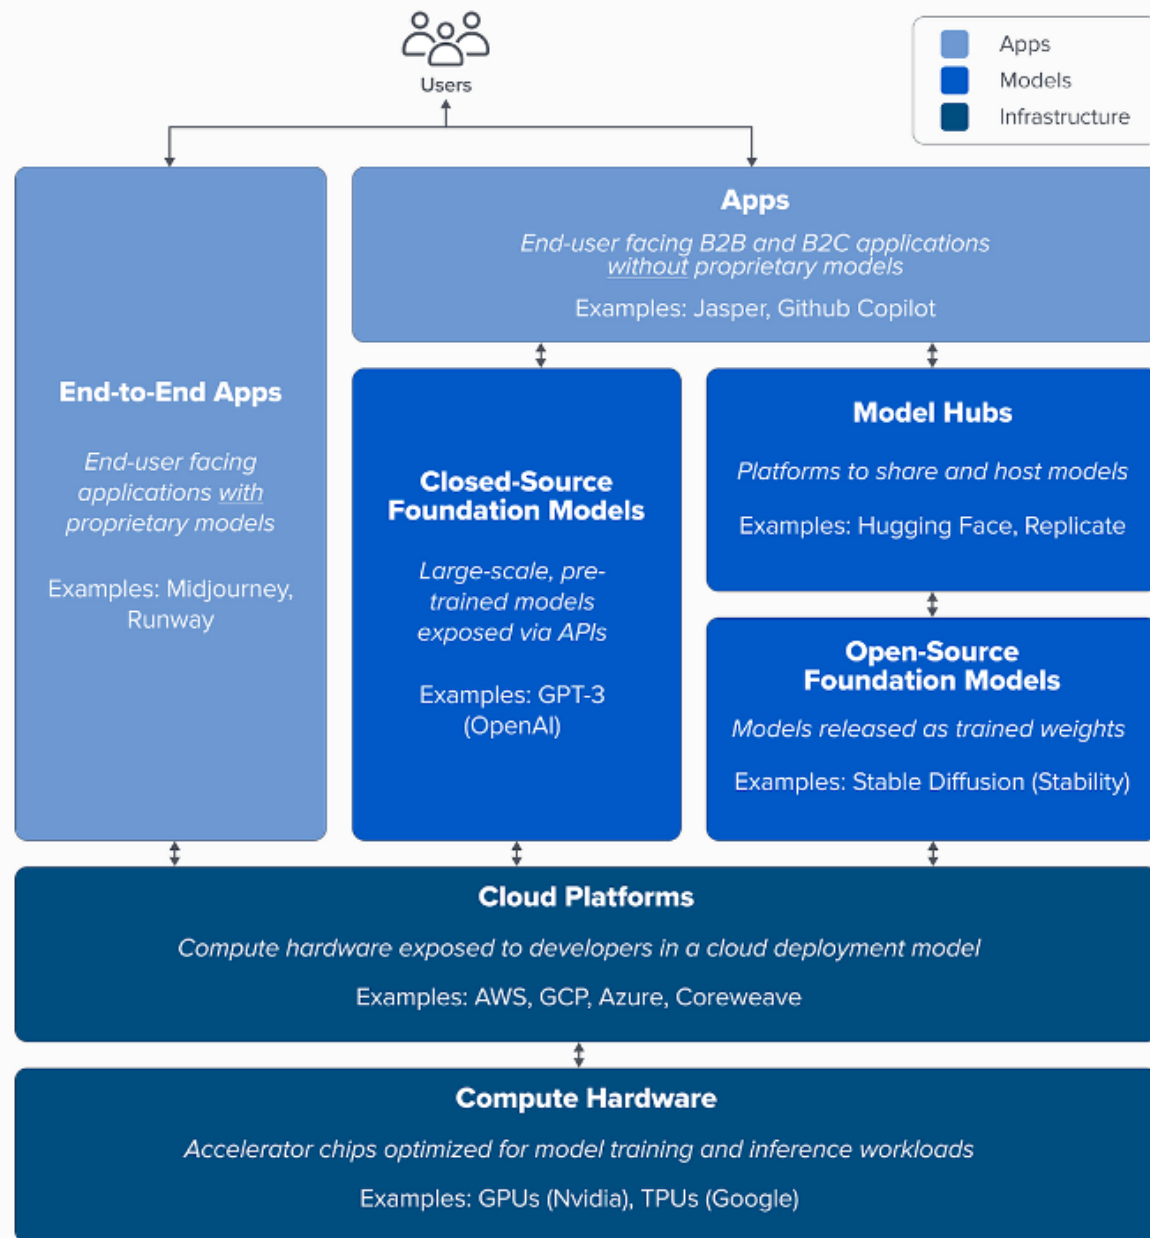 Users
Apps
Models
Infrastructure
Apps
End-user facing B2B and B2C applications
without proprietary models
Examples: Jasper, Github Copilot
End-to-End Apps
End-user facing
applications with
proprietary models
Examples: Midjourney,
Runway
Closed-Source
Foundation Models
Large-scale, pre-
trained models
exposed via APIs
Examples: GPT-3
(OpenAI)
Model Hubs
Platforms to share and host models
Examples: Hugging Face, Replicate
Open-Source
Foundation Models
Models released as trained weights
Examples: Stable Diffusion (Stability)
Cloud Platforms
Compute hardware exposed to developers in a cloud deployment model
Examples: AWS, GCP, Azure, Coreweave
Compute Hardware
Accelerator chips optimized for model training and inference workloads
Examples: GPUs (Nvidia), TPUs (Google)